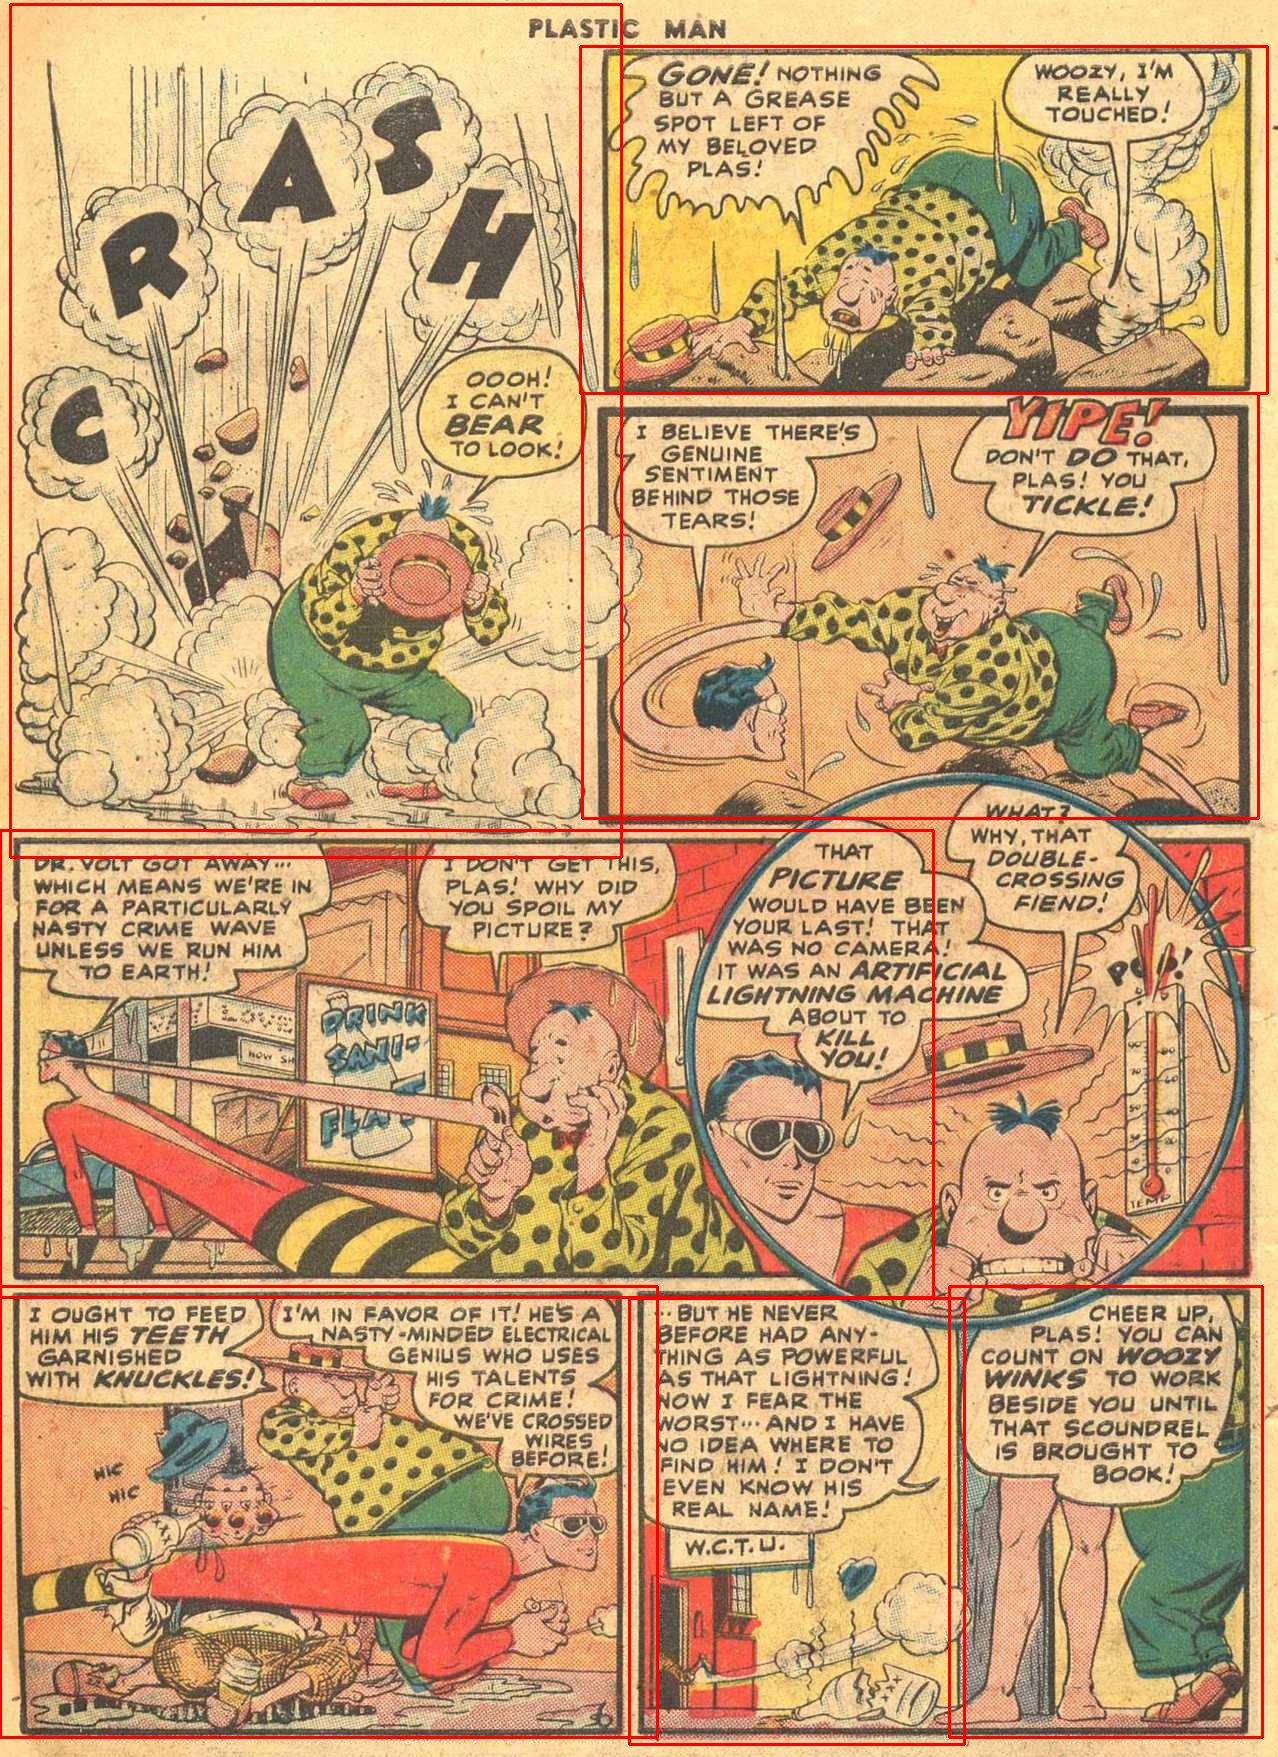 PLASTIC MAN
CRASH
OOOH!
I CAN'T
BEAR
TO LOOK!
GONE! NOTHING
BUT A GREASE
SPOT LEFT OF
MY BELOVED
PLAS!
WOOZY, I'M
REALLY
TOUCHED!
I BELIEVE THERE'S
GENUINE
SENTIMENT
BEHIND THOSE
TEARS!
YIPE!
DON'T DO THAT,
PLAS! YOU
TICKLE!
DR. VOLT GOT AWAY...
WHICH MEANS WE'RE IN
FOR A PARTICULARLY
NASTY CRIME WAVE
UNLESS WE RUN HIM
TO EARTH!
I DON'T GET THIS,
PLAS! WHY DID
YOU SPOIL MY
PICTURE?
NOW SH
DRINK
SANI-
FLAT
THAT
PICTURE
WOULD HAVE BEEN
YOUR LAST! THAT
WAS NO CAMERA!
IT WAS AN ARTIFICIAL
LIGHTNING MACHINE
ABOUT TO
KILL
YOU!
WHAT?
WHY, THAT
DOUBLE-
CROSSING
FIEND!
POP!
TEMP
I OUGHT TO FEED
HIM HIS TEETH
GARNISHED
WITH KNUCKLES!
I'M IN FAVOR OF IT! HE'S A
NASTY-MINDED ELECTRICAL
GENIUS WHO USES
HIS TALENTS
FOR CRIME!
WE'VE CROSSED
WIRES
BEFORE!
HIC
HIC
XX
6
...BUT HE NEVER
BEFORE HAD ANY-
THING AS POWERFUL
AS THAT LIGHTNING!
NOW I FEAR THE
WORST... AND I HAVE
NO IDEA WHERE TO
FIND HIM! I DON'T
EVEN KNOW HIS
REAL NAME!
W.C.T.U.
XXX
CHEER UP,
PLAS! YOU CAN
COUNT ON WOOZY
WINKS TO WORK
BESIDE YOU UNTIL
THAT SCOUNDREL
IS BROUGHT TO
BOOK!